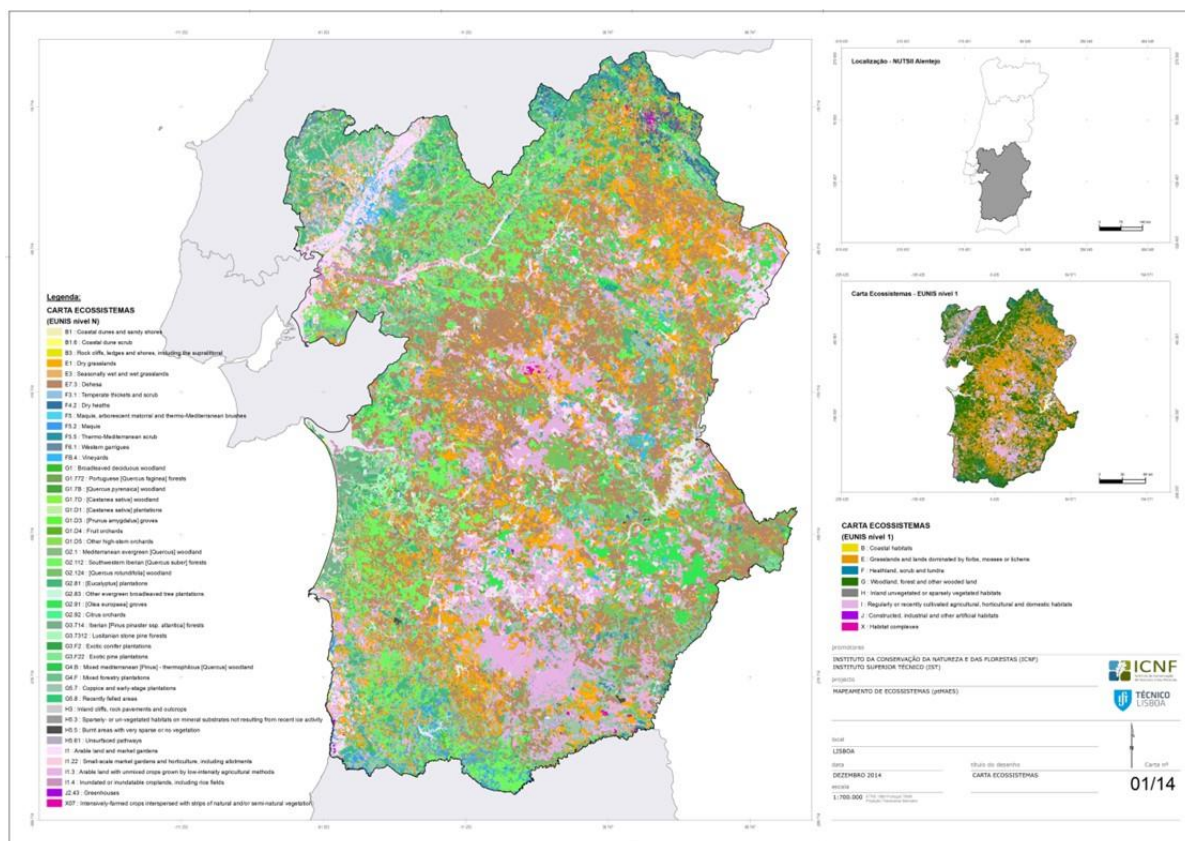 Legenda:
CARTA ECOSSISTEMAS
(EUNIS nível N)
B1 : Coastal dunes and sandy shores
B1.6 : Coastal dune scrub
B3 : Rock cliffs, ledges and shores, including the supralittoral
E1 : Dry grasslands
E3 : Seasonally wet and wet grasslands
E7.3 : Dehesa
F3.1 : Temperate thickets and scrub
F4.2 : Dry heaths
F5 : Maquis, arborescent matorral and thermo-Mediterranean brushes
F5.2 : Maquis
F5.5 : Thermo-Mediterranean scrub
F6.1 : Western garrigues
FB.4 : Vineyards
G1 : Broadleaved deciduous woodland
G1.772 : Portuguese [Quercus faginea] forests
G1.7B : [Quercus pyrenaica] woodland
G1.7D : [Castanea sativa] woodland
G1.D1 : [Castanea sativa] plantations
G1.D3 : [Prunus amygdalus] groves
G1.D4 : Fruit orchards
G1.D5 : Other high-stem orchards
G2.1 : Mediterranean evergreen [Quercus] woodland
G2.112 : Southwestern Iberian [Quercus suber] forests
G2.124 : [Quercus rotundifolia] woodland
G2.81 : [Eucalyptus] plantations
G2.83 : Other evergreen broadleaved tree plantations
G2.91 : [Olea europaea] groves
G2.92 : Citrus orchards
G3.714 : Iberian [Pinus pinaster ssp. atlantica] forests
G3.7312 : Lusitanian stone pine forests
G3.F2 : Exotic conifer plantations
G3.F22 : Exotic pine plantations
G4.B : Mixed mediterranean [Pinus] - thermophilous [Quercus] woodland
G4.F : Mixed forestry plantations
G5.7 : Coppice and early-stage plantations
G5.8 : Recently felled areas
H3 : Inland cliffs, rock pavements and outcrops
H5.3 : Sparsely- or un-vegetated habitats on mineral substrates not resulting from recent ice activity
H5.5 : Burnt areas with very sparse or no vegetation
H5.61 : Unsurfaced pathways
I1 : Arable land and market gardens
I1.22 : Small-scale market gardens and horticulture, including allotments
I1.3 : Arable land with unmixed crops grown by low-intensity agricultural methods
I1.4 : Inundated or inundatable croplands, including rice fields
J2.43 : Greenhouses
X07 : Intensively-farmed crops interspersed with strips of natural and/or semi-natural vegetation
Localização - NUTSII Alentejo
Carta Ecossistemas - EUNIS nível 1
CARTA ECOSSISTEMAS
(EUNIS nível 1)
B : Coastal habitats
E : Grasslands and lands dominated by forbs, mosses or lichens
F : Heathland, scrub and tundra
G : Woodland, forest and other wooded land
H : Inland unvegetated or sparsely vegetated habitats
I : Regularly or recently cultivated agricultural, horticultural and domestic habitats
J : Constructed, industrial and other artificial habitats
X : Habitat complexes
promotores
INSTITUTO DA CONSERVAÇÃO DA NATUREZA E DAS FLORESTAS (ICNF)
INSTITUTO SUPERIOR TÉCNICO (IST)
projecto
MAPEAMENTO DE ECOSSISTEMAS (ptMAES)
ICNF
TÉCNICO
LISBOA
local
LISBOA
data
DEZEMBRO 2014
título do desenho
CARTA ECOSSISTEMAS
Carta nº
01/14
escala
1:700.000